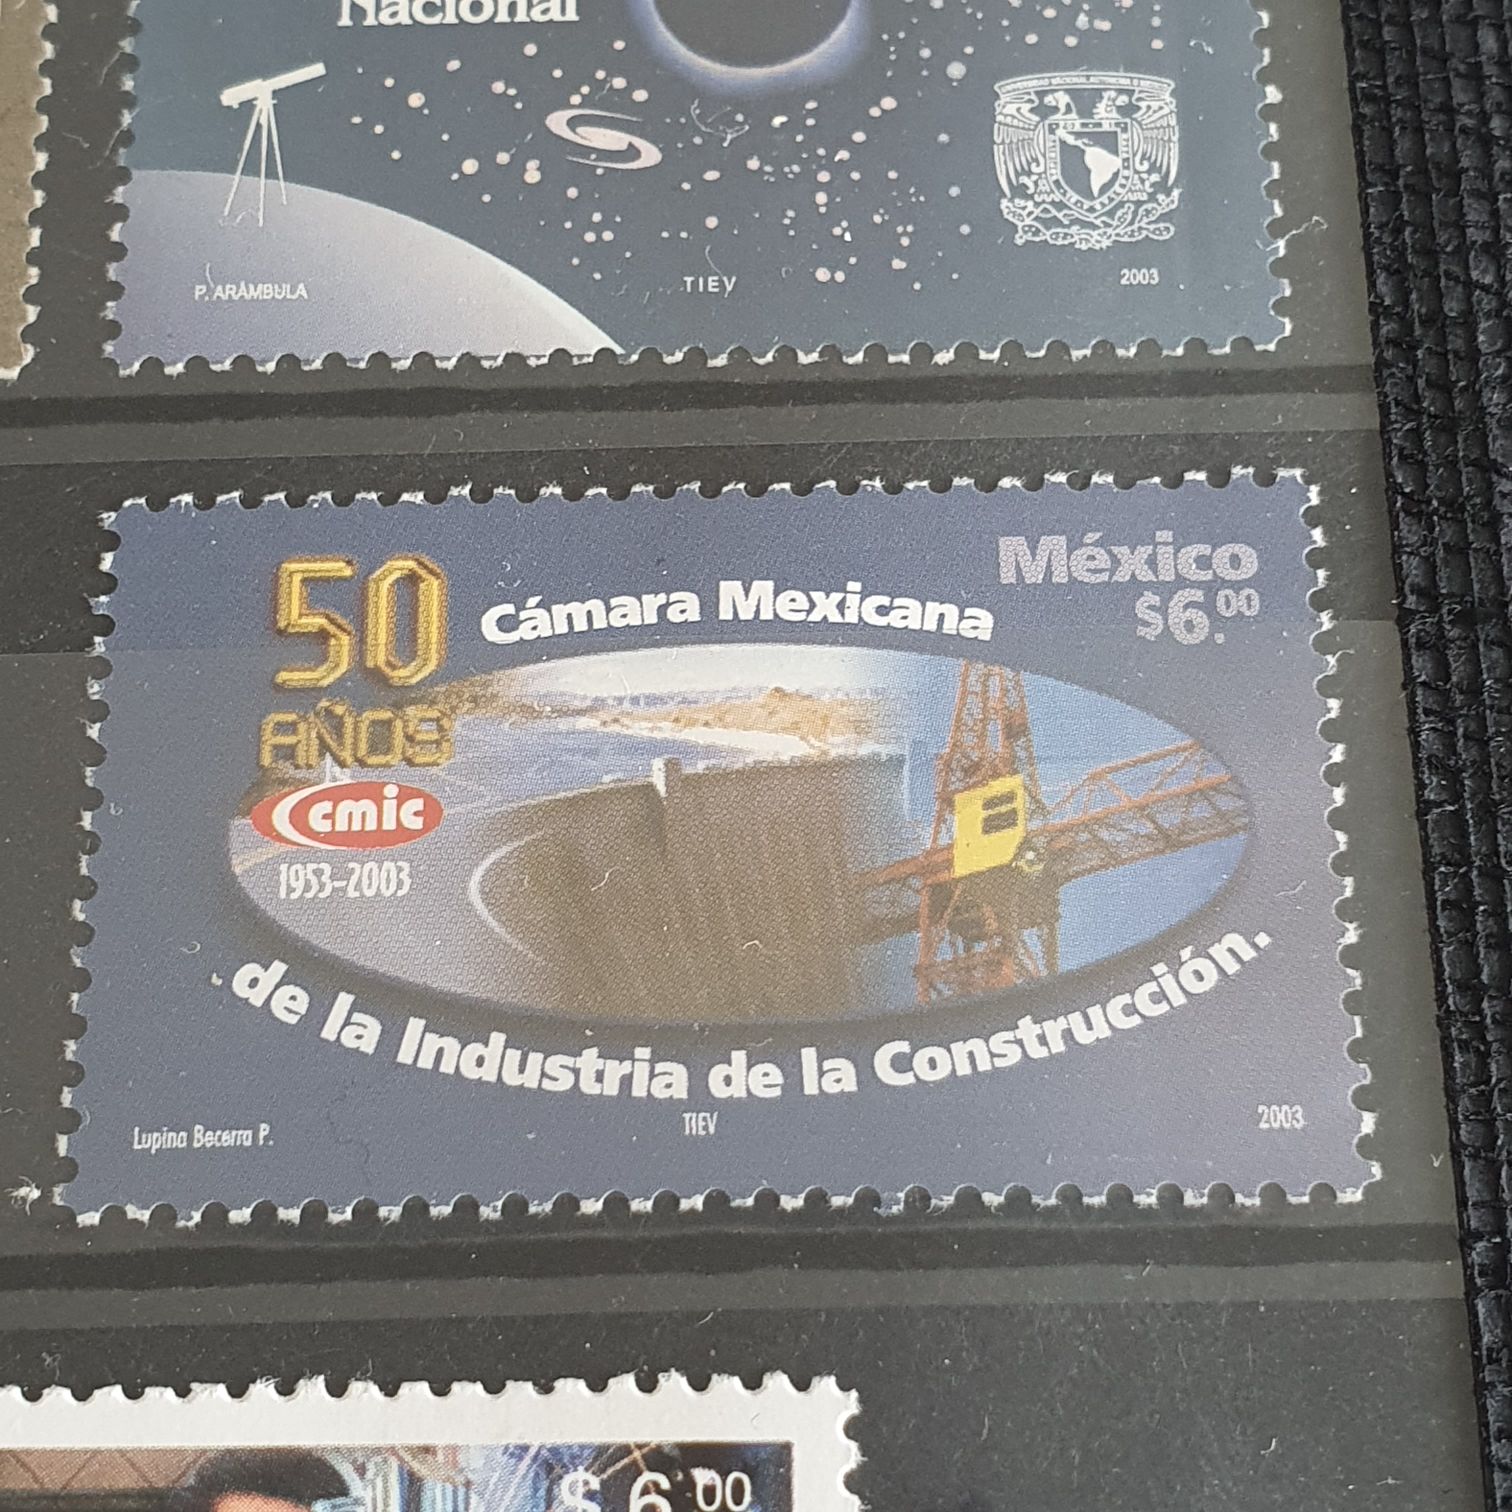 Nacional
P. ARÁMBULA
TIEV
2003
50
AÑOS
cmic
1953-2003
Cámara Mexicana
México
$6.00
de la Industria de la Construcción.
Lupina Becerra P.
TIEV
2003
$ 6.00